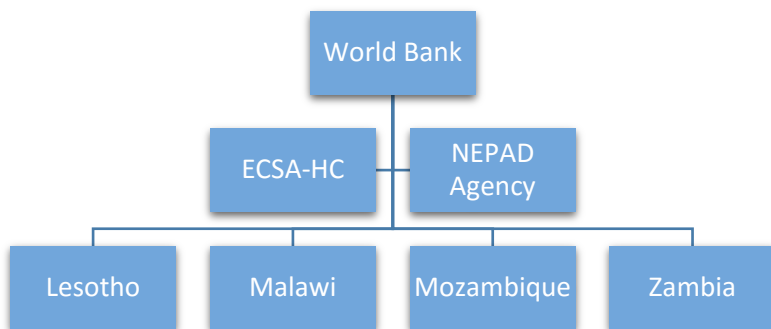 World Bank
ECSA-HC
NEPAD
Agency
Lesotho
Malawi
Mozambique
Zambia